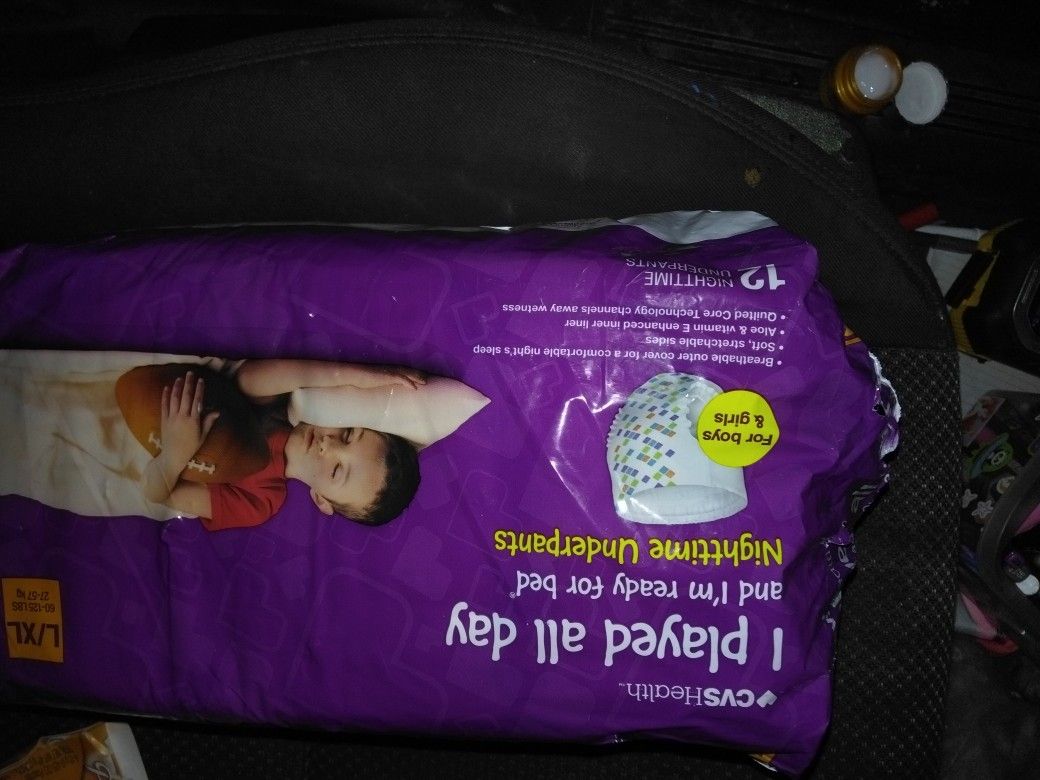 CVSHealth™
I played all day
and I'm ready for bed®
Nighttime Underpants
For boys
& girls
• Breathable outer cover for a comfortable night's sleep
• Soft, stretchable sides
• Aloe & vitamin E enhanced inner liner
• Quilted Core Technology channels away wetness
12 NIGHTTIME
UNDERPANTS
L/XL
60-125 LBS
27-57 kg